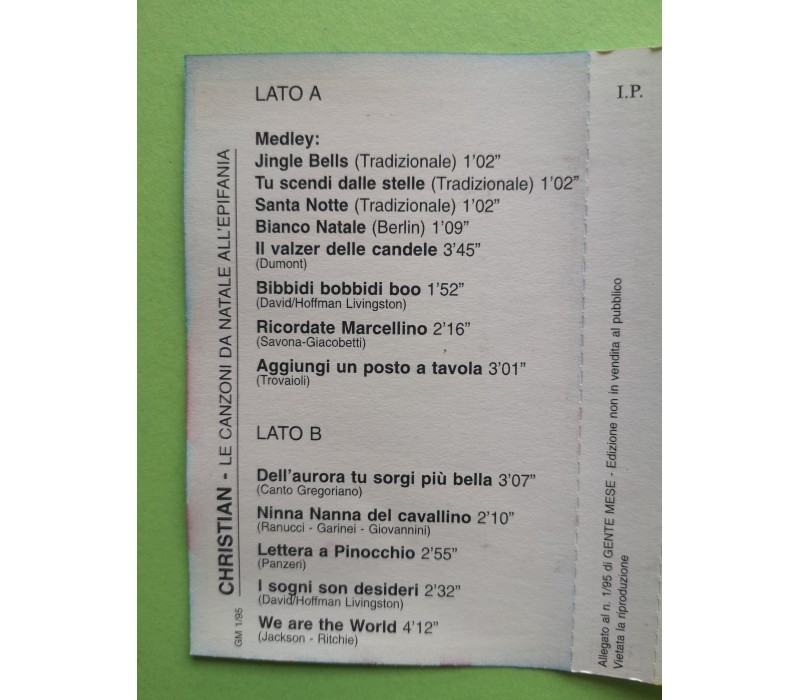 LATO A
Medley:
Jingle Bells (Tradizionale) 1'02"
Tu scendi dalle stelle (Tradizionale) 1'02"
Santa Notte (Tradizionale) 1'02"
Bianco Natale (Berlin) 1'09"
Il valzer delle candele 3'45"
(Dumont)
Bibbidi bobbidi boo 1'52"
(David/Hoffman Livingston)
Ricordate Marcellino 2'16"
(Savona-Giacobetti)
Aggiungi un posto a tavola 3'01"
(Trovaioli)
LATO B
Dell'aurora tu sorgi più bella 3'07"
(Canto Gregoriano)
Ninna Nanna del cavallino 2'10"
(Ranucci - Garinei - Giovannini)
Lettera a Pinocchio 2'55"
(Panzeri)
I sogni son desideri 2'32"
(David/Hoffman Livingston)
We are the World 4'12"
(Jackson - Ritchie)
CHRISTIAN - LE CANZONI DA NATALE ALL'EPIFANIA
GM 1/95
I.P.
Allegato al n. 1/95 di GENTE MESE - Edizione non in vendita al pubblico
Vietata la riproduzione